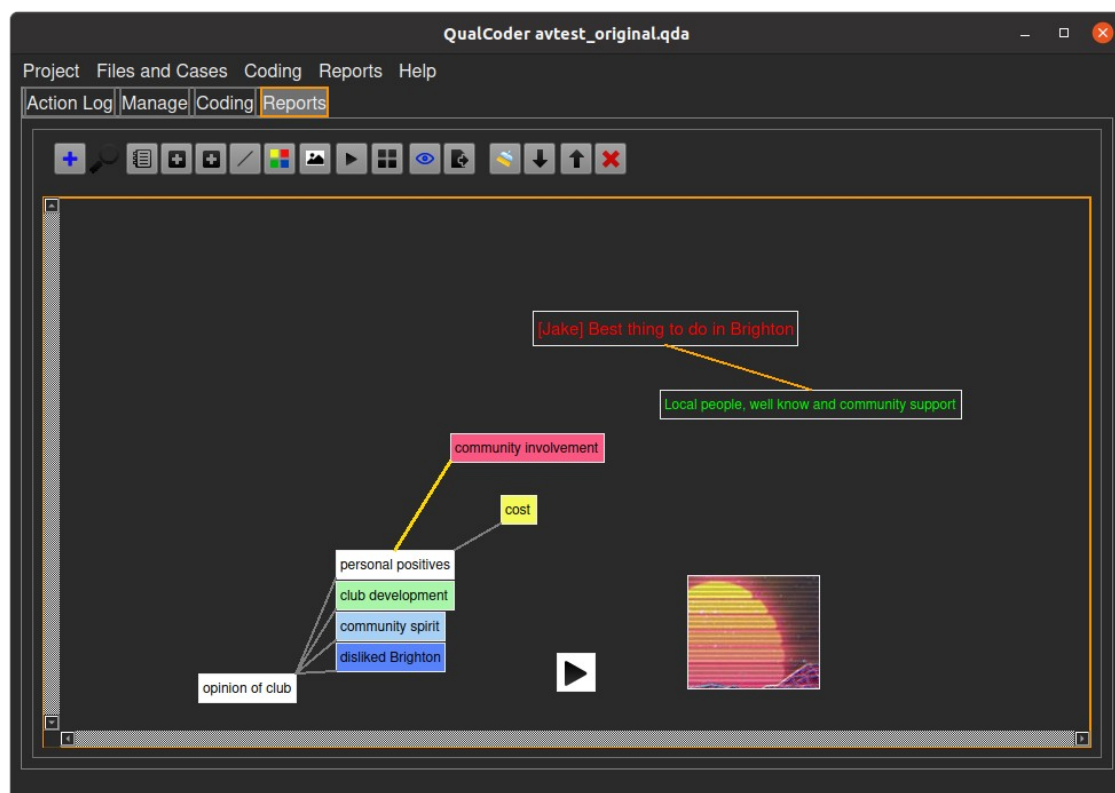 QualCoder avtest_original.qda
Project Files and Cases Coding Reports Help
Action Log Manage Coding Reports
[Jake] Best thing to do in Brighton
Local people, well know and community support
community involvement
cost
personal positives
club development
community spirit
disliked Brighton
opinion of club